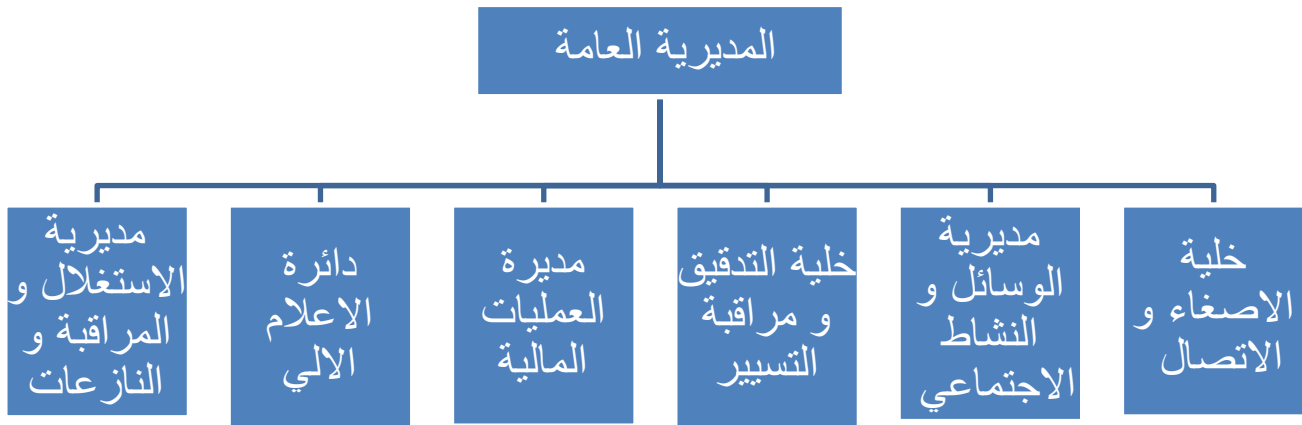 المديرية العامة
خلية
الاصغاء و
الاتصال
مديرية
الوسائل و
النشاط
الاجتماعي
خلية التدقيق
و مراقبة
التسيير
مديرة
العمليات
المالية
دائرة
الاعلام
الالي
مديرية
الاستغلال و
المراقبة و
النازعات